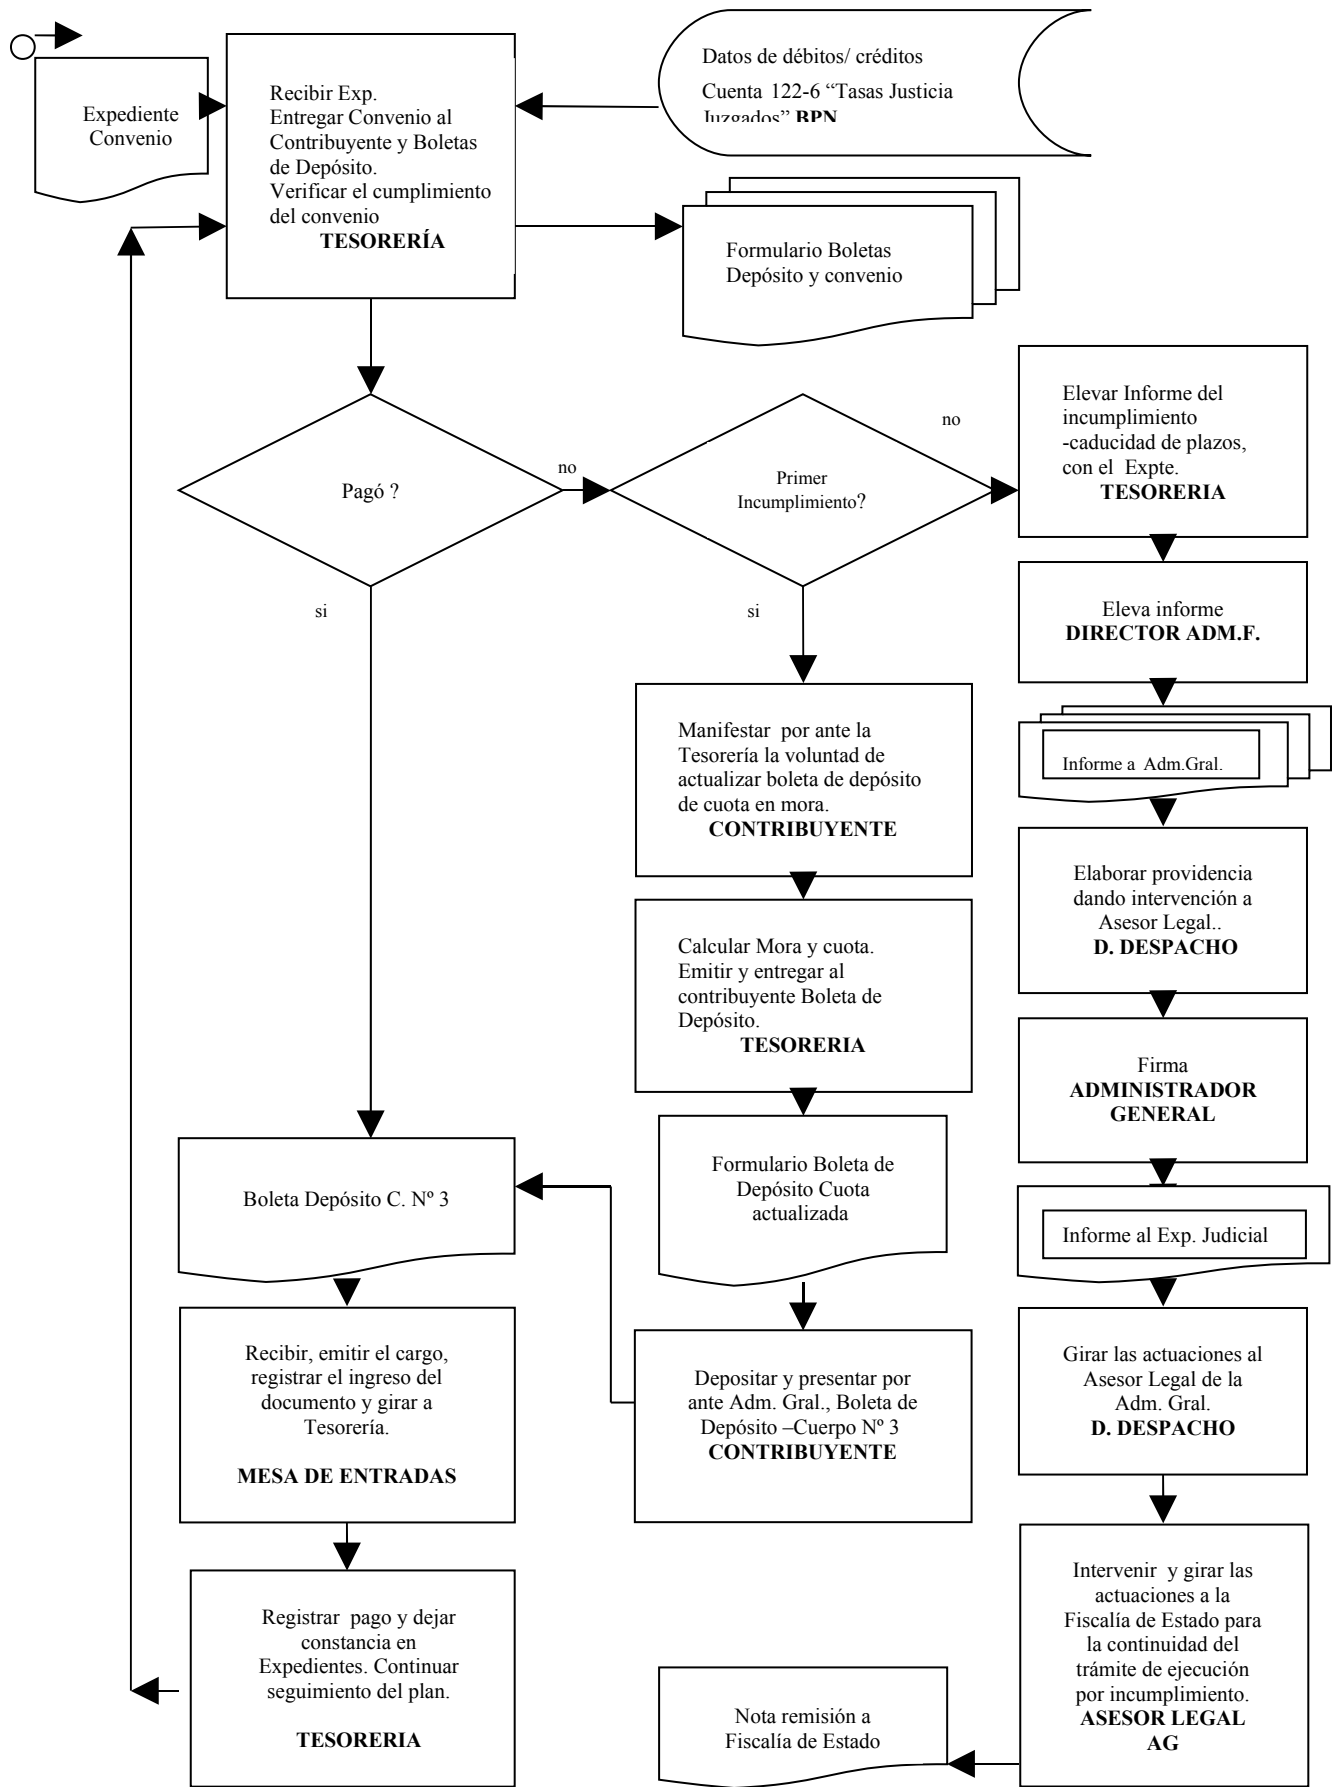 Expediente
Convenio
Recibir Exp.
Entregar Convenio al
Contribuyente y Boletas
de Depósito.
Verificar el cumplimiento
del convenio
TESORERÍA
Datos de débitos/ créditos
Cuenta 122-6 “Tasas Justicia
Juzgados” BPN
Formulario Boletas
Depósito y convenio
Pagó ?
no
si
Primer
Incumplimiento?
no
si
Elevar Informe del
incumplimiento
-caducidad de plazos,
con el Expte.
TESORERIA
Eleva informe
DIRECTOR ADM.F.
Informe a Adm.Gral.
Elaborar providencia
dando intervención a
Asesor Legal..
D. DESPACHO
Firma
ADMINISTRADOR
GENERAL
Informe al Exp. Judicial
Girar las actuaciones al
Asesor Legal de la
Adm. Gral.
D. DESPACHO
Intervenir y girar las
actuaciones a la
Fiscalía de Estado para
la continuidad del
trámite de ejecución
por incumplimiento.
ASESOR LEGAL
AG
Nota remisión a
Fiscalía de Estado
Manifestar por ante la
Tesorería la voluntad de
actualizar boleta de depósito
de cuota en mora.
CONTRIBUYENTE
Calcular Mora y cuota.
Emitir y entregar al
contribuyente Boleta de
Depósito.
TESORERIA
Formulario Boleta de
Depósito Cuota
actualizada
Depositar y presentar por
ante Adm. Gral., Boleta de
Depósito –Cuerpo Nº 3
CONTRIBUYENTE
Boleta Depósito C. Nº 3
Recibir, emitir el cargo,
registrar el ingreso del
documento y girar a
Tesorería.
MESA DE ENTRADAS
Registrar pago y dejar
constancia en
Expedientes. Continuar
seguimiento del plan.
TESORERIA